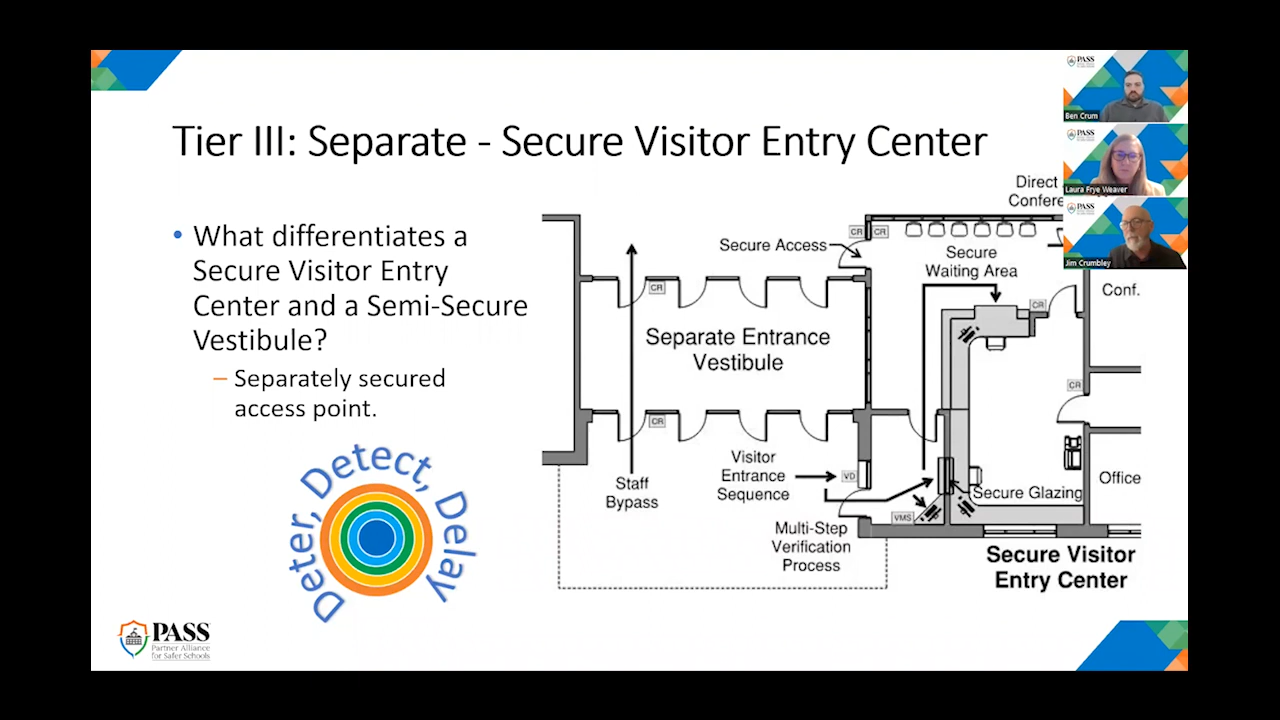 Tier III: Separate - Secure Visitor Entry Center
• What differentiates a
Secure Visitor Entry
Center and a Semi-Secure
Vestibule?
– Separately secured
access point.
Deter, Detect, Delay
PASS
Partner Alliance
for Safer Schools
Direct
Confere
Secure Access
CR CR
Secure
Waiting Area
CR
CR
Conf.
Separate Entrance
Vestibule
CR
CR
Staff
Bypass
Visitor
Entrance
Sequence
VD
VMS
Multi-Step
Verification
Process
Secure Glazing
Office
Secure Visitor
Entry Center
PASS
Ben Crum
PASS
Laura Frye Weaver
PASS
Jim Crumbley